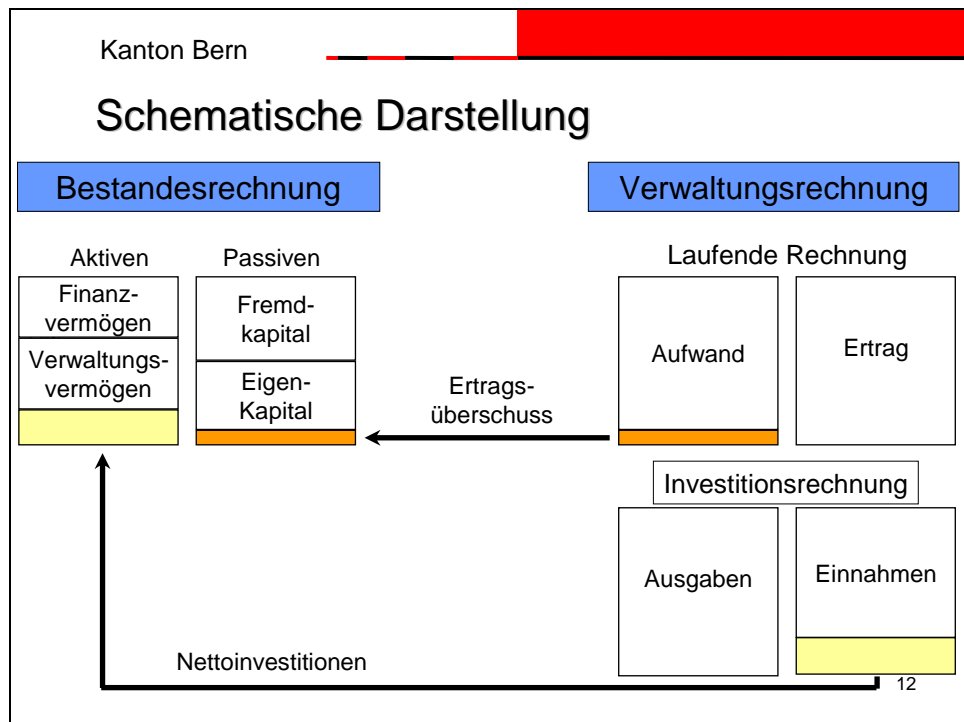 Kanton Bern
Schematische Darstellung
Bestandesrechnung
Verwaltungsrechnung
Aktiven
Passiven
Laufende Rechnung
Finanz-
vermögen
Verwaltungs-
vermögen
Fremd-
kapital
Eigen-
Kapital
Ertrags-
überschuss
Aufwand
Ertrag
Investitionsrechnung
Ausgaben
Einnahmen
Nettoinvestitionen
12